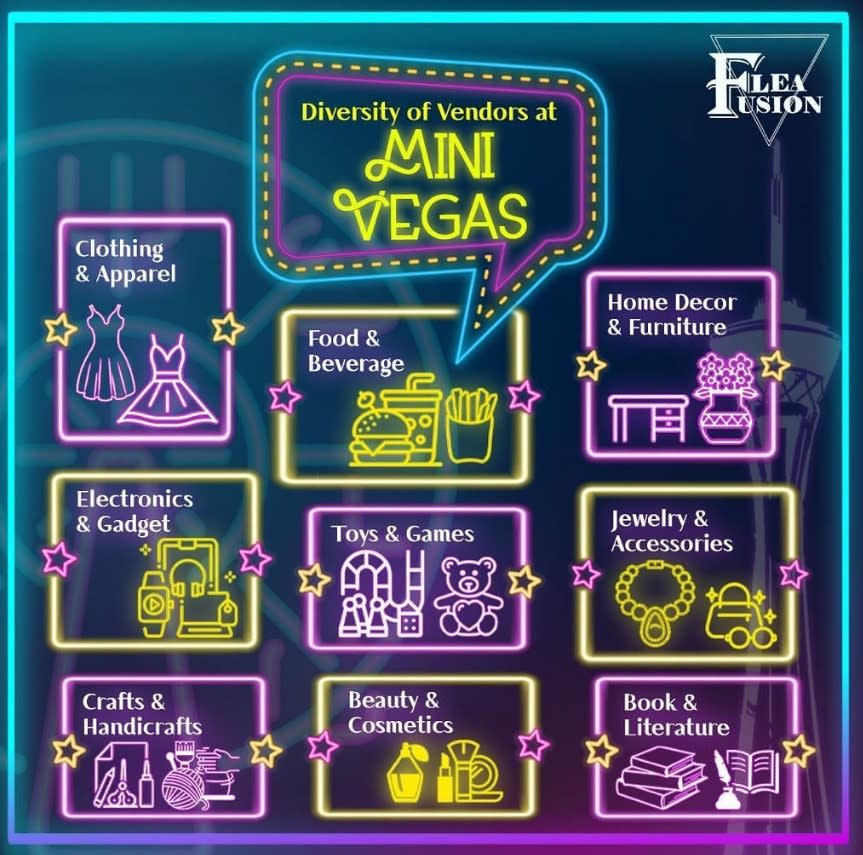 FLEA
FUSION
Diversity of Vendors at
MINI
VEGAS
Clothing
& Apparel
Food &
Beverage
Home Decor
& Furniture
Electronics
& Gadget
Toys & Games
Jewelry &
Accessories
Crafts &
Handicrafts
Beauty &
Cosmetics
Book &
Literature